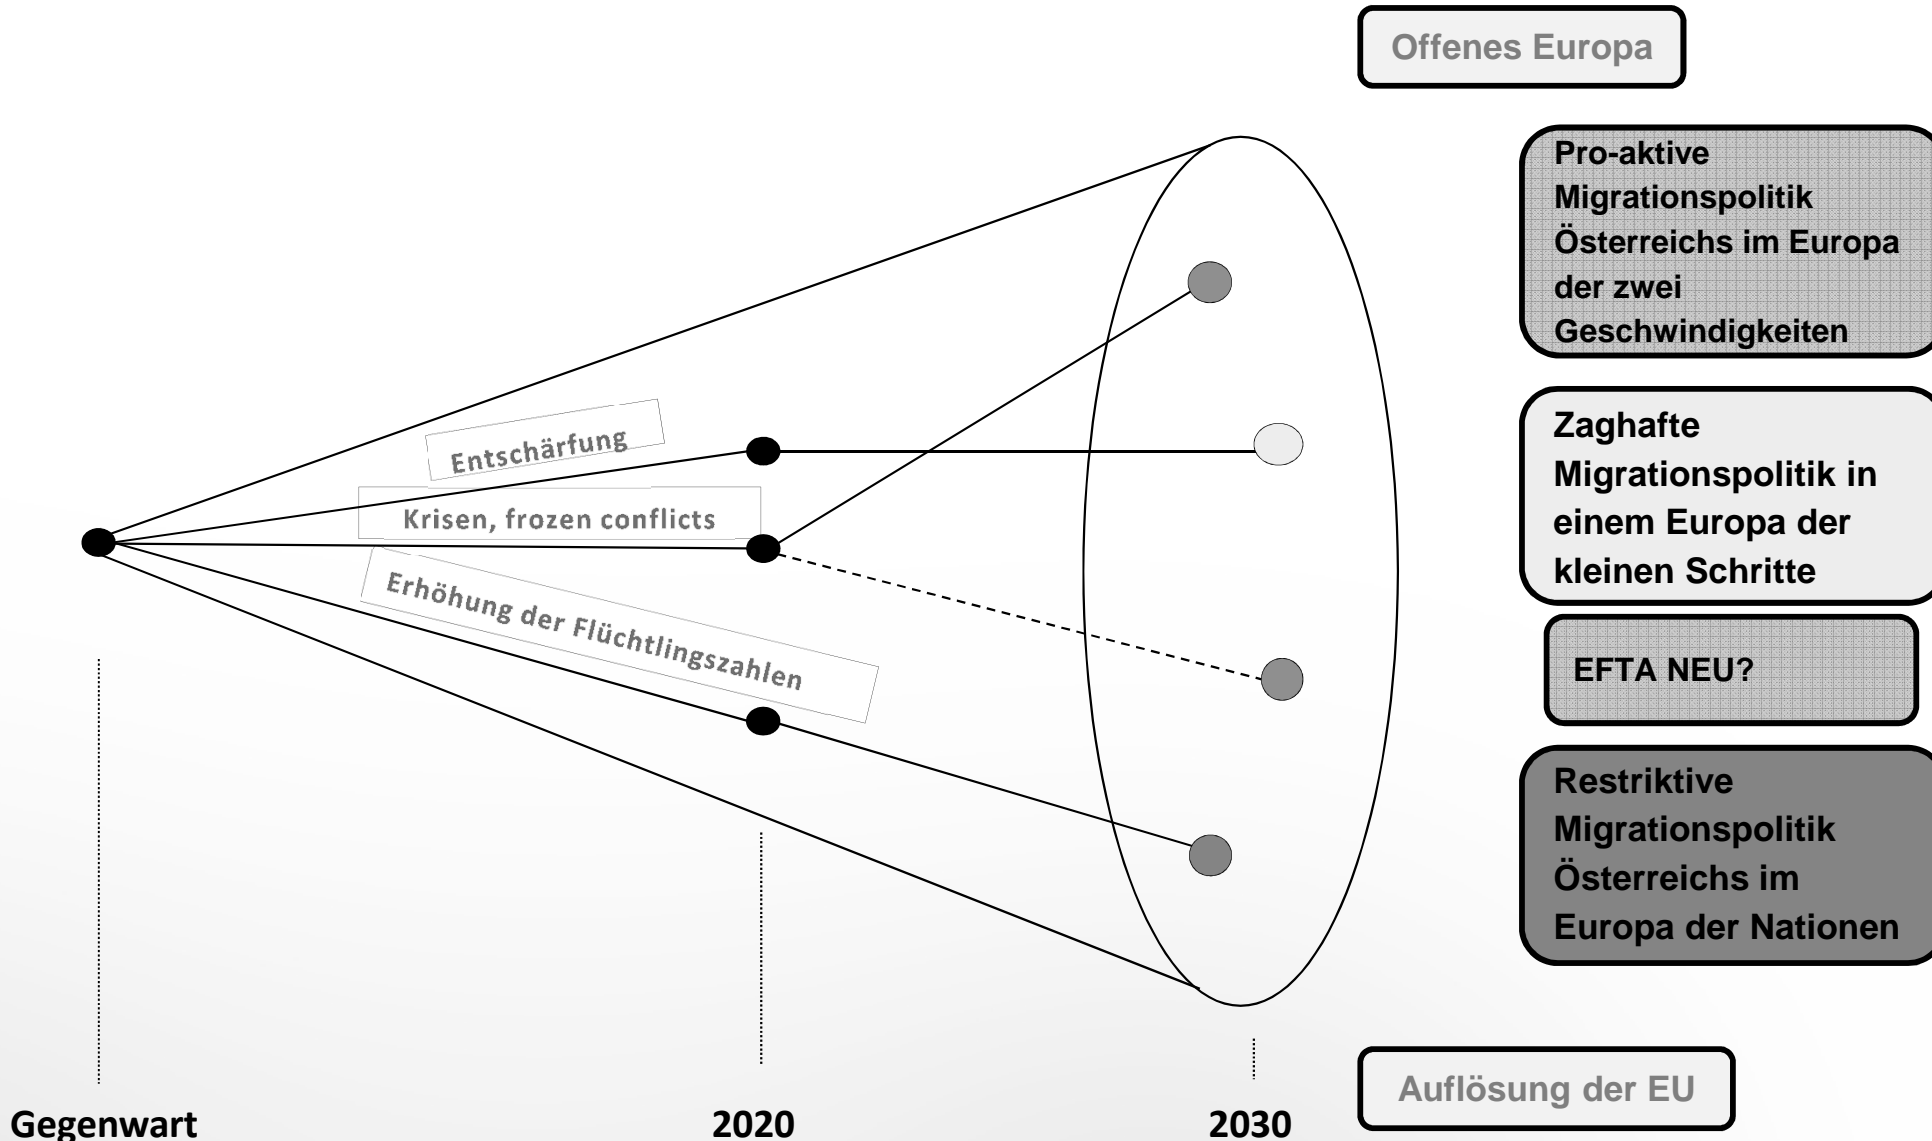 Offenes Europa
Pro-aktive
Migrationspolitik
Österreichs im Europa
der zwei
Geschwindigkeiten
Entschärfung
Zaghafte
Migrationspolitik in
einem Europa der
kleinen Schritte
Krisen, frozen conflicts
Erhöhung der Flüchtlingszahlen
EFTA NEU?
Restriktive
Migrationspolitik
Österreichs im
Europa der Nationen
Auflösung der EU
Gegenwart
2020
2030